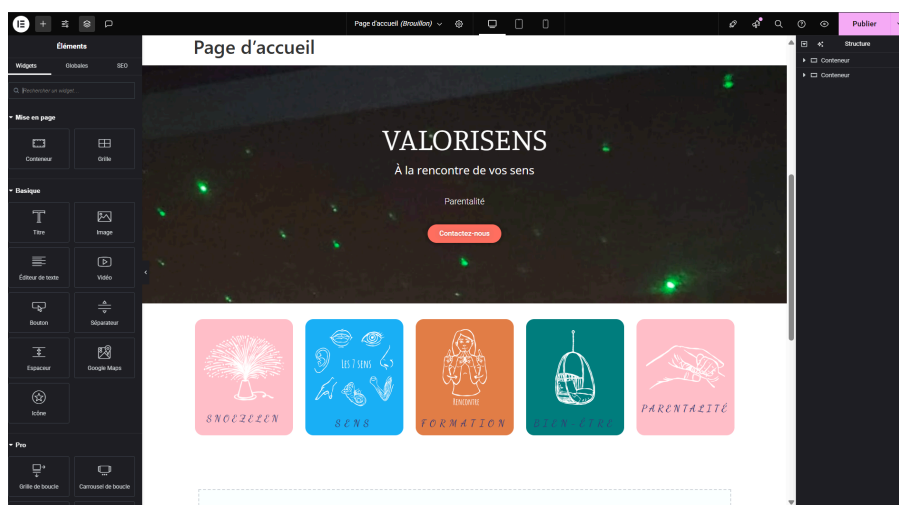 Page d'accueil (Brouillon)
Publier
Éléments
Widgets
Globales
SEO
Rechercher un widget...
Mise en page
Conteneur
Grille
Basique
Titre
Image
Éditeur de texte
Vidéo
Bouton
Séparateur
Espaceur
Google Maps
Icône
Pro
Grille de boucle
Carrousel de boucle
Page d’accueil
VALORISENS
À la rencontre de vos sens
Parentalité
Contactez-nous
SNOEZELEN
LES 7 SENS
SENS
RENCONTRE
FORMATION
BIEN-ÊTRE
PARENTALITÉ
Structure
Conteneur
Conteneur